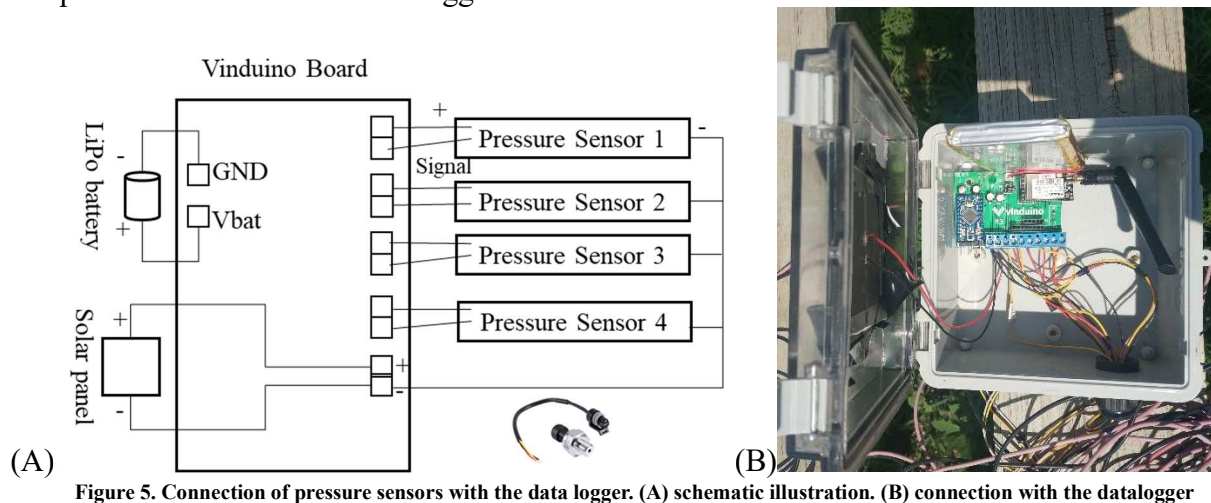 Vinduino Board
LiPo battery
-
+
GND
Vbat
Solar panel
+
-
+
Signal
Pressure Sensor 1
-
Pressure Sensor 2
Pressure Sensor 3
Pressure Sensor 4
+
-
vinduino
(A)
(B)
Figure 5. Connection of pressure sensors with the data logger. (A) schematic illustration. (B) connection with the datalogger